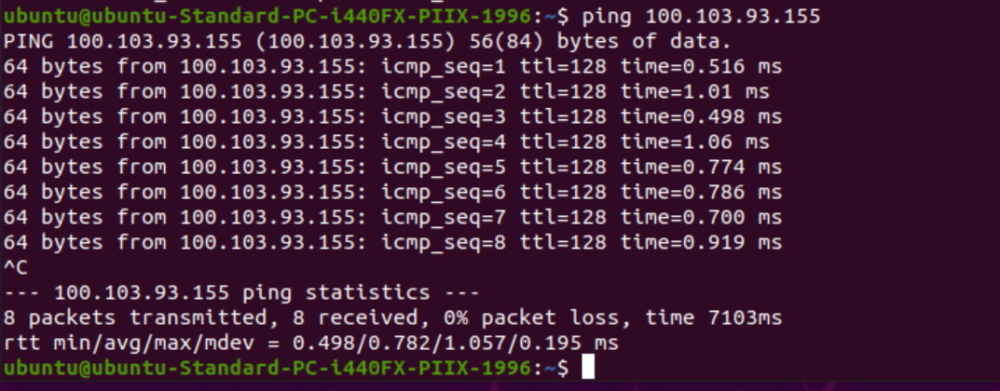 ubuntu@ubuntu-Standard-PC-i440FX-PIIX-1996:~$ ping 100.103.93.155
PING 100.103.93.155 (100.103.93.155) 56(84) bytes of data.
64 bytes from 100.103.93.155: icmp_seq=1 ttl=128 time=0.516 ms
64 bytes from 100.103.93.155: icmp_seq=2 ttl=128 time=1.01 ms
64 bytes from 100.103.93.155: icmp_seq=3 ttl=128 time=0.498 ms
64 bytes from 100.103.93.155: icmp_seq=4 ttl=128 time=1.06 ms
64 bytes from 100.103.93.155: icmp_seq=5 ttl=128 time=0.774 ms
64 bytes from 100.103.93.155: icmp_seq=6 ttl=128 time=0.786 ms
64 bytes from 100.103.93.155: icmp_seq=7 ttl=128 time=0.700 ms
64 bytes from 100.103.93.155: icmp_seq=8 ttl=128 time=0.919 ms
^C
--- 100.103.93.155 ping statistics ---
8 packets transmitted, 8 received, 0% packet loss, time 7103ms
rtt min/avg/max/mdev = 0.498/0.782/1.057/0.195 ms
ubuntu@ubuntu-Standard-PC-i440FX-PIIX-1996:~$